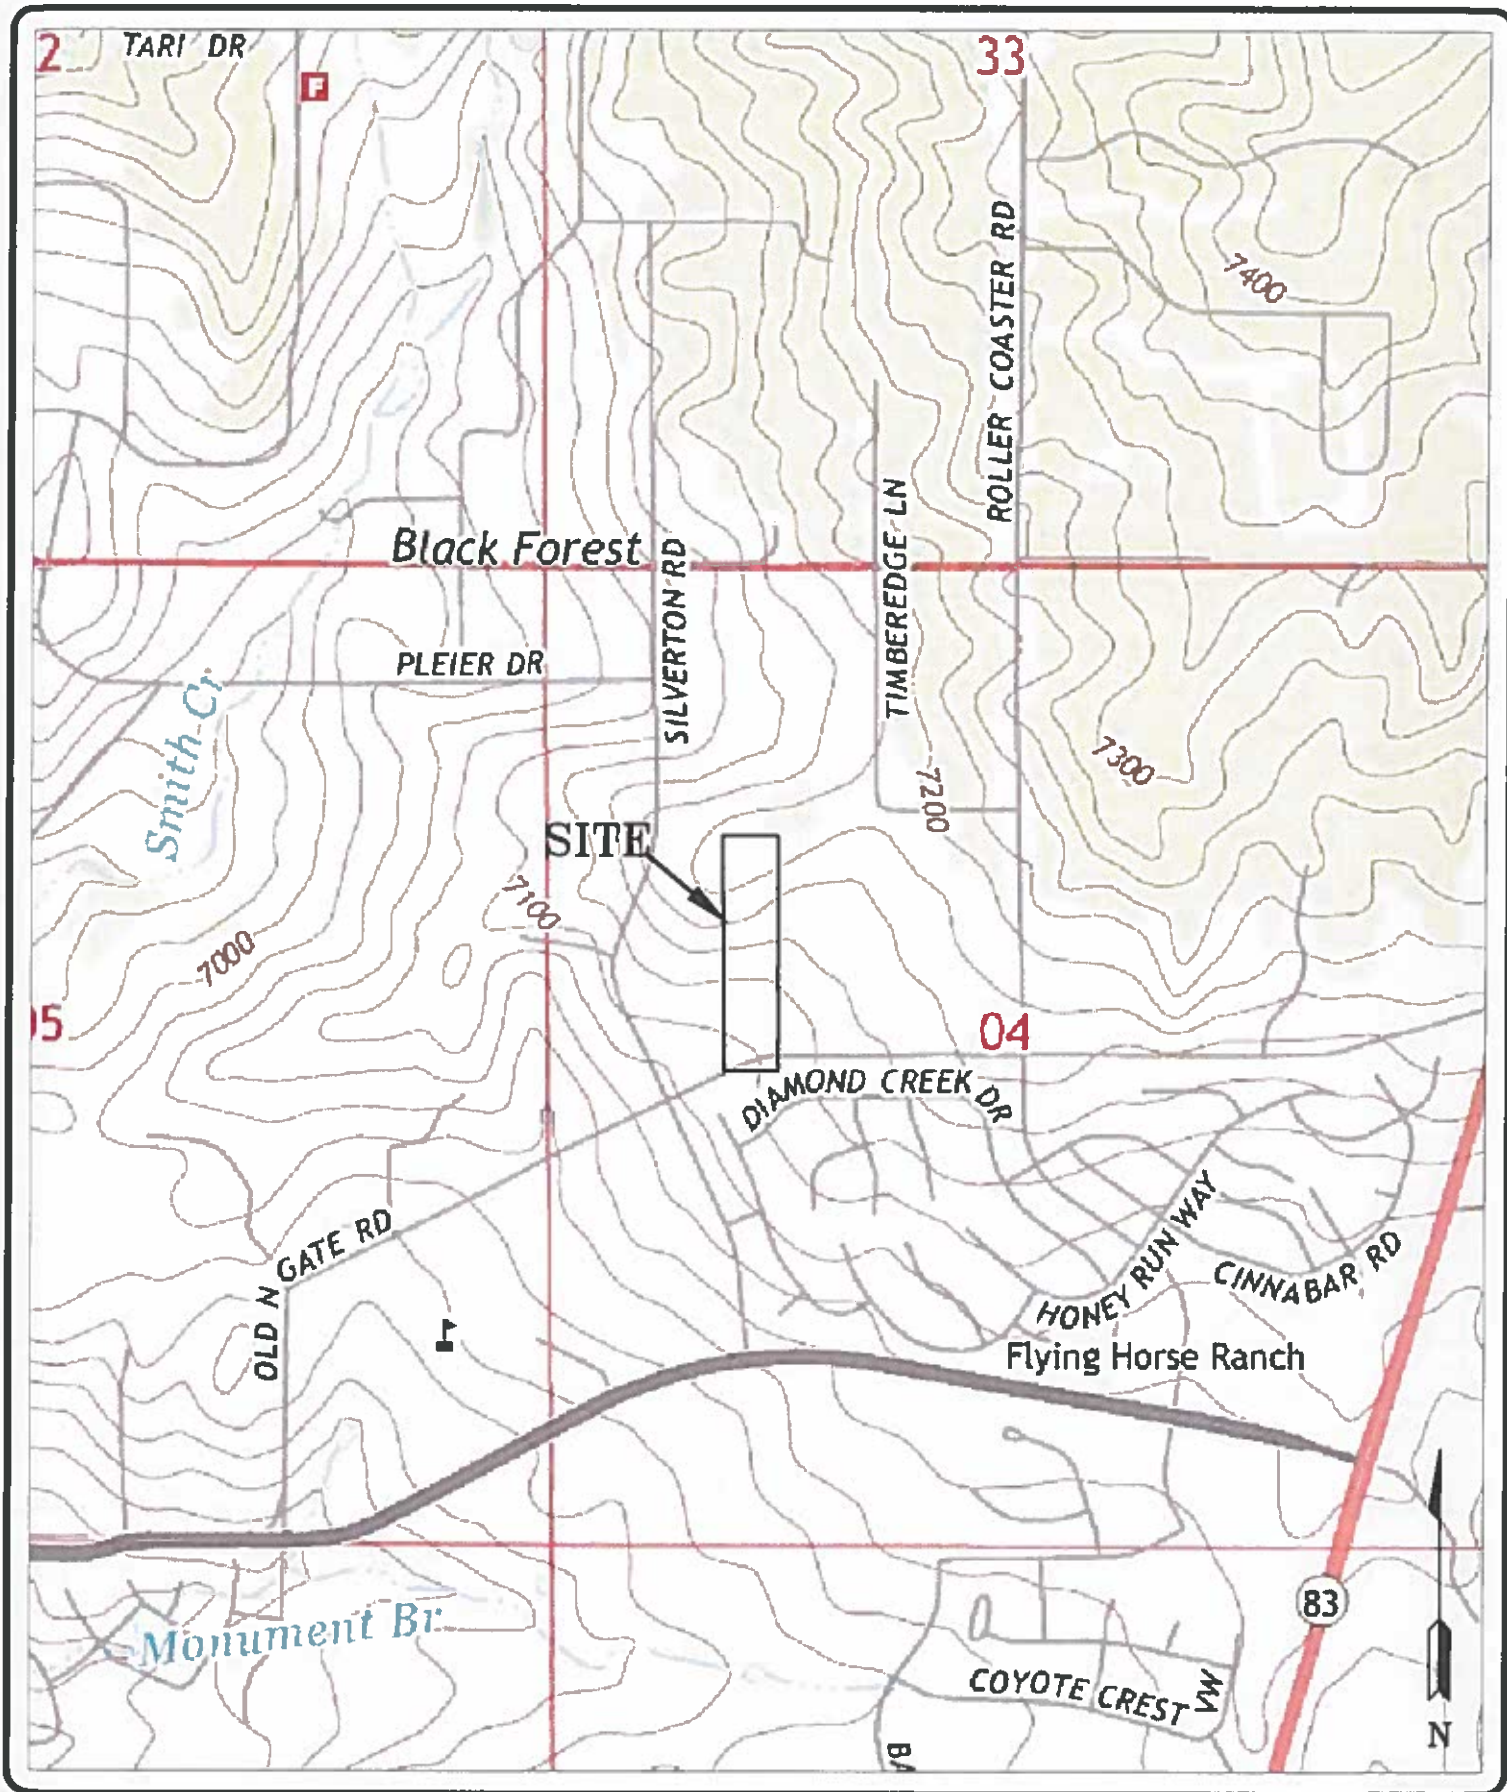 2
TARI DR
F
33
ROLLER COASTER RD
7400
Black Forest
SILVERTON RD
TIMBEREDGE LN
PLEIER DR
Smith Cr
7300
7200
SITE
7100
7000
04
DIAMOND CREEK DR
OLD N GATE RD
HONEY RUN WAY
CINNABAR RD
Flying Horse Ranch
83
Monument Br
COYOTE CREST VW
N